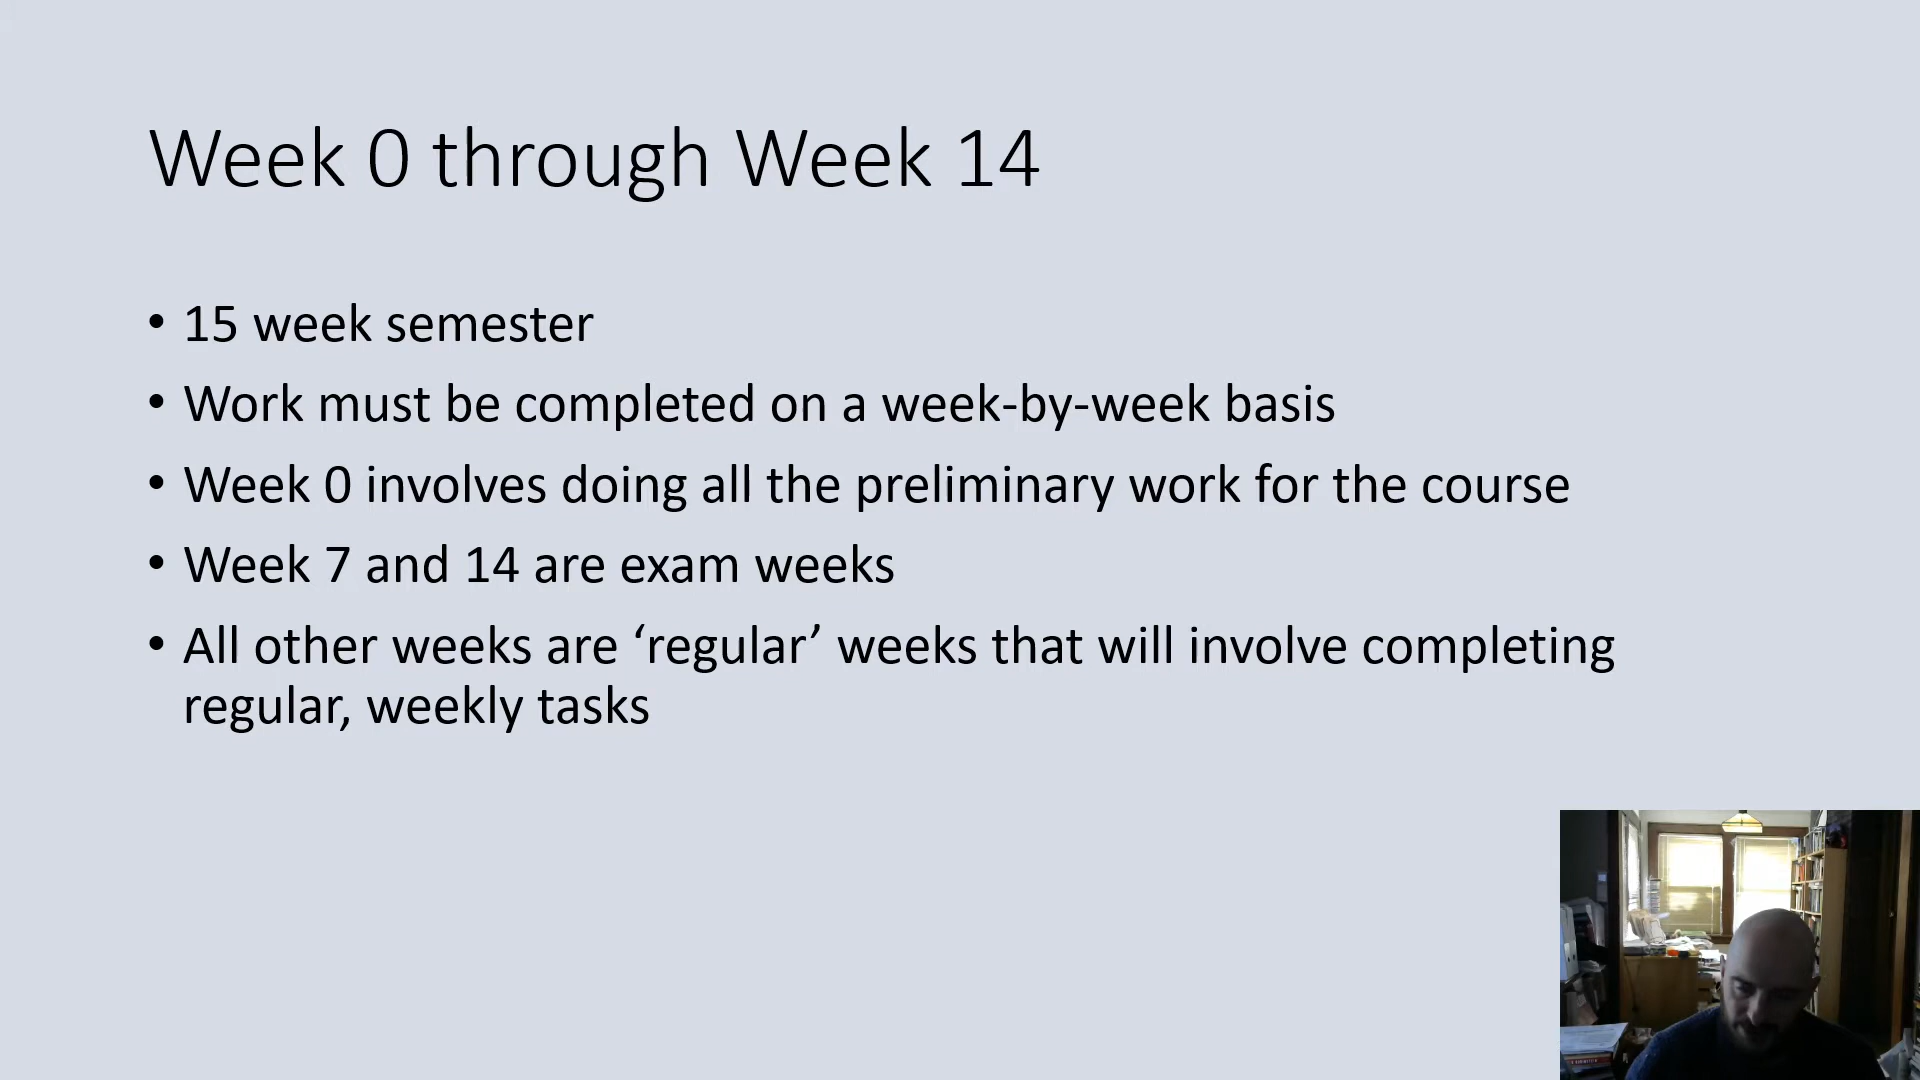 Week 0 through Week 14
• 15 week semester
• Work must be completed on a week-by-week basis
• Week 0 involves doing all the preliminary work for the course
• Week 7 and 14 are exam weeks
• All other weeks are ‘regular’ weeks that will involve completing
regular, weekly tasks